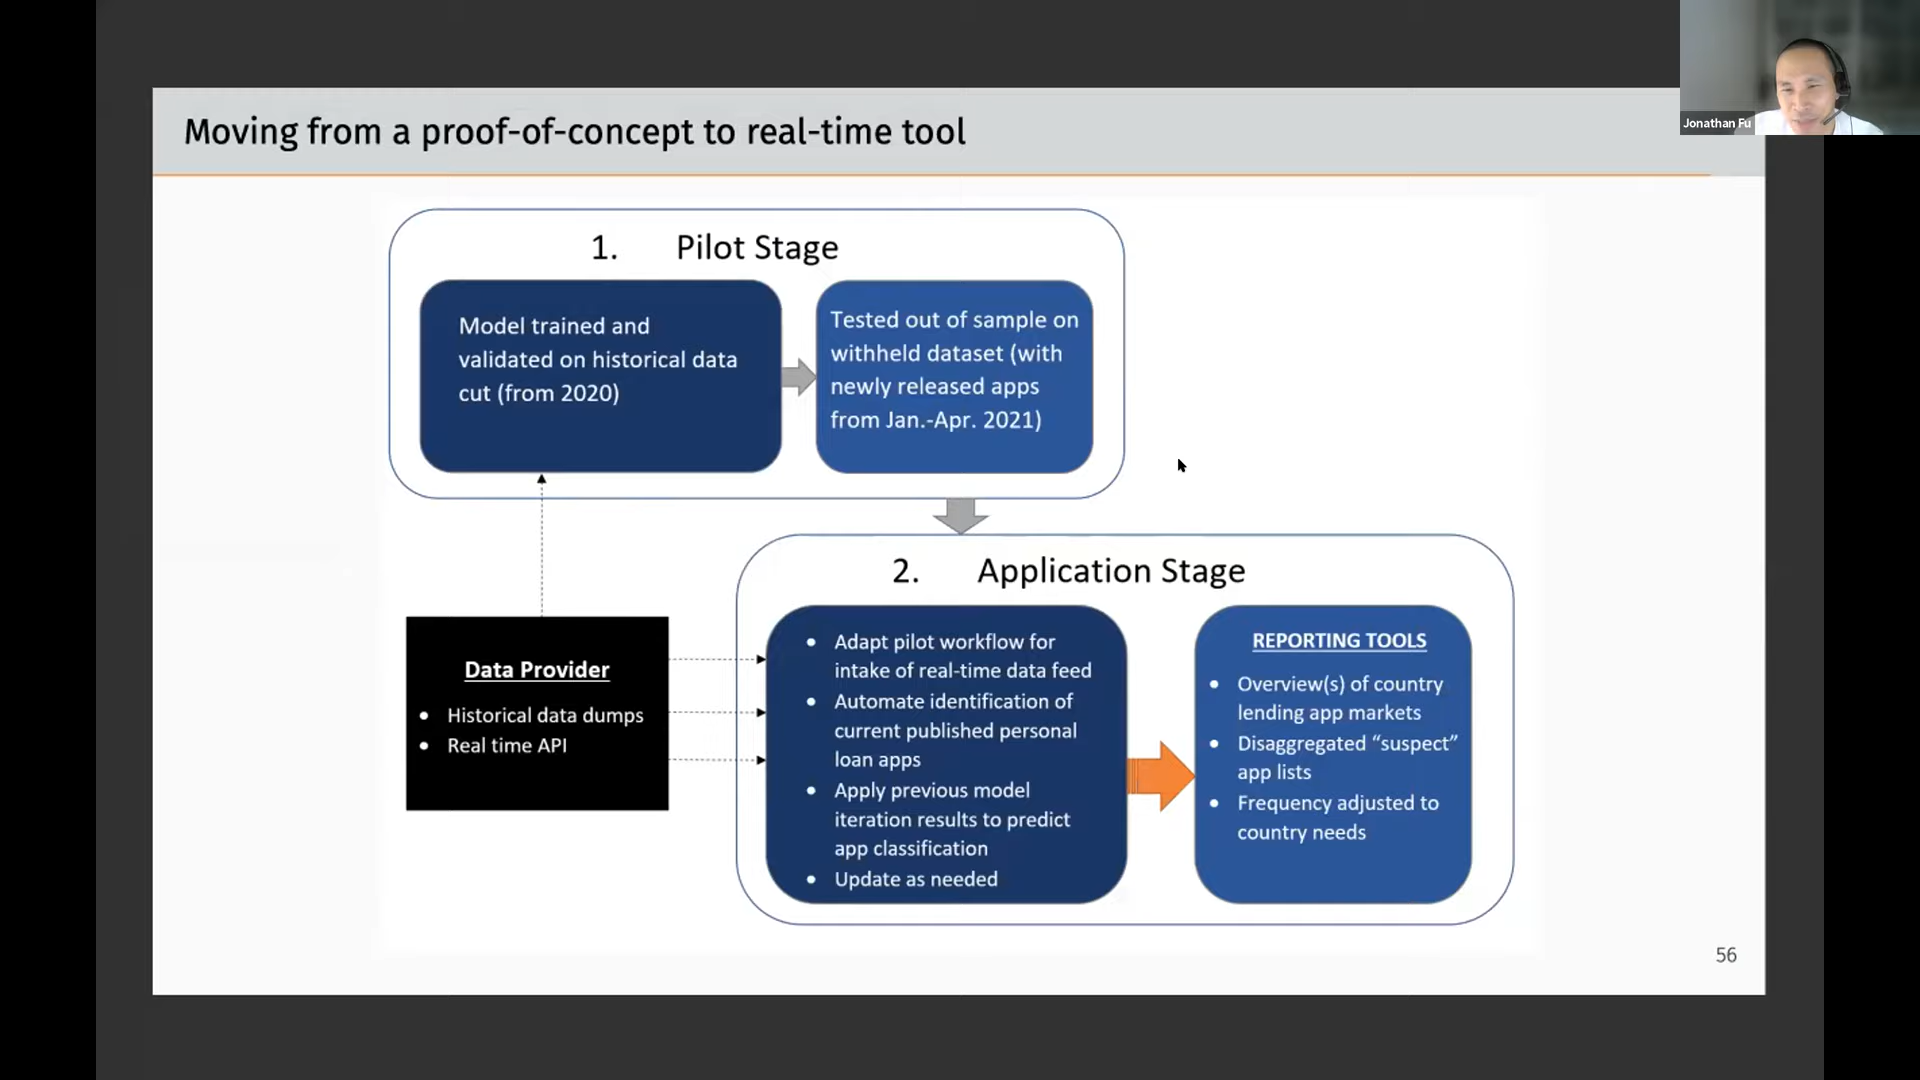 Moving from a proof-of-concept to real-time tool
Jonathan Fu
1. Pilot Stage
Model trained and
validated on historical data
cut (from 2020)
Tested out of sample on
withheld dataset (with
newly released apps
from Jan.-Apr. 2021)
2. Application Stage
Data Provider
• Historical data dumps
• Real time API
• Adapt pilot workflow for
intake of real-time data feed
• Automate identification of
current published personal
loan apps
• Apply previous model
iteration results to predict
app classification
• Update as needed
REPORTING TOOLS
• Overview(s) of country
lending app markets
• Disaggregated “suspect”
app lists
• Frequency adjusted to
country needs
56